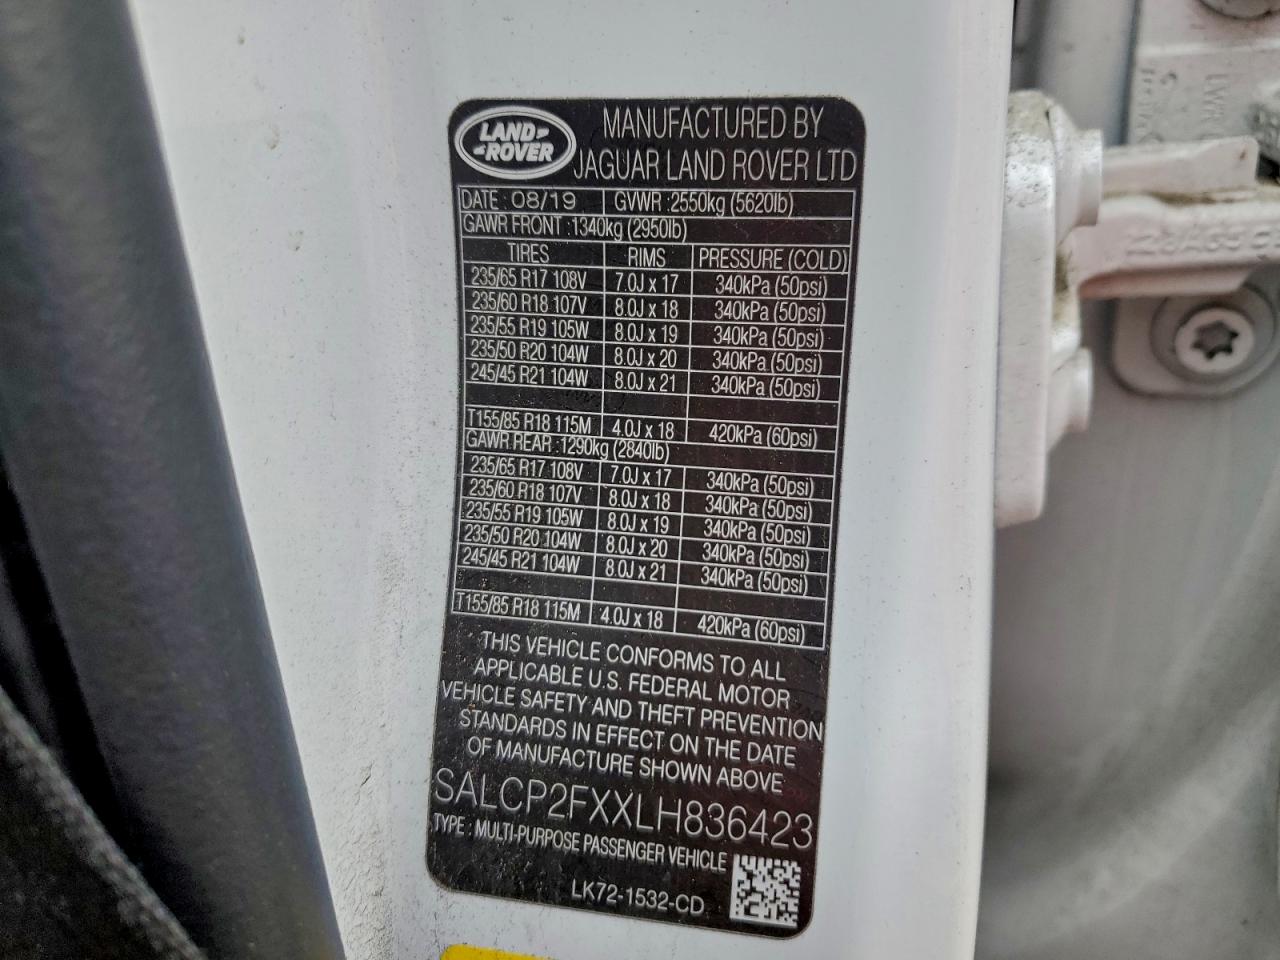 LAND-
-ROVER
MANUFACTURED BY
JAGUAR LAND ROVER LTD
DATE : 08/19 GVWR :2550kg (5620lb)
GAWR FRONT :1340kg (2950lb)
TIRES RIMS PRESSURE (COLD)
235/65 R17 108V 7.0J x 17 340kPa (50psi)
235/60 R18 107V 8.0J x 18 340kPa (50psi)
235/55 R19 105W 8.0J x 19 340kPa (50psi)
235/50 R20 104W 8.0J x 20 340kPa (50psi)
245/45 R21 104W 8.0J x 21 340kPa (50psi)
T155/85 R18 115M 4.0J x 18 420kPa (60psi)
GAWR REAR :1290kg (2840lb)
235/65 R17 108V 7.0J x 17 340kPa (50psi)
235/60 R18 107V 8.0J x 18 340kPa (50psi)
235/55 R19 105W 8.0J x 19 340kPa (50psi)
235/50 R20 104W 8.0J x 20 340kPa (50psi)
245/45 R21 104W 8.0J x 21 340kPa (50psi)
T155/85 R18 115M 4.0J x 18 420kPa (60psi)
THIS VEHICLE CONFORMS TO ALL
APPLICABLE U.S. FEDERAL MOTOR
VEHICLE SAFETY AND THEFT PREVENTION
STANDARDS IN EFFECT ON THE DATE
OF MANUFACTURE SHOWN ABOVE
SALCP2FXXLH836423
TYPE : MULTI-PURPOSE PASSENGER VEHICLE
LK72-1532-CD